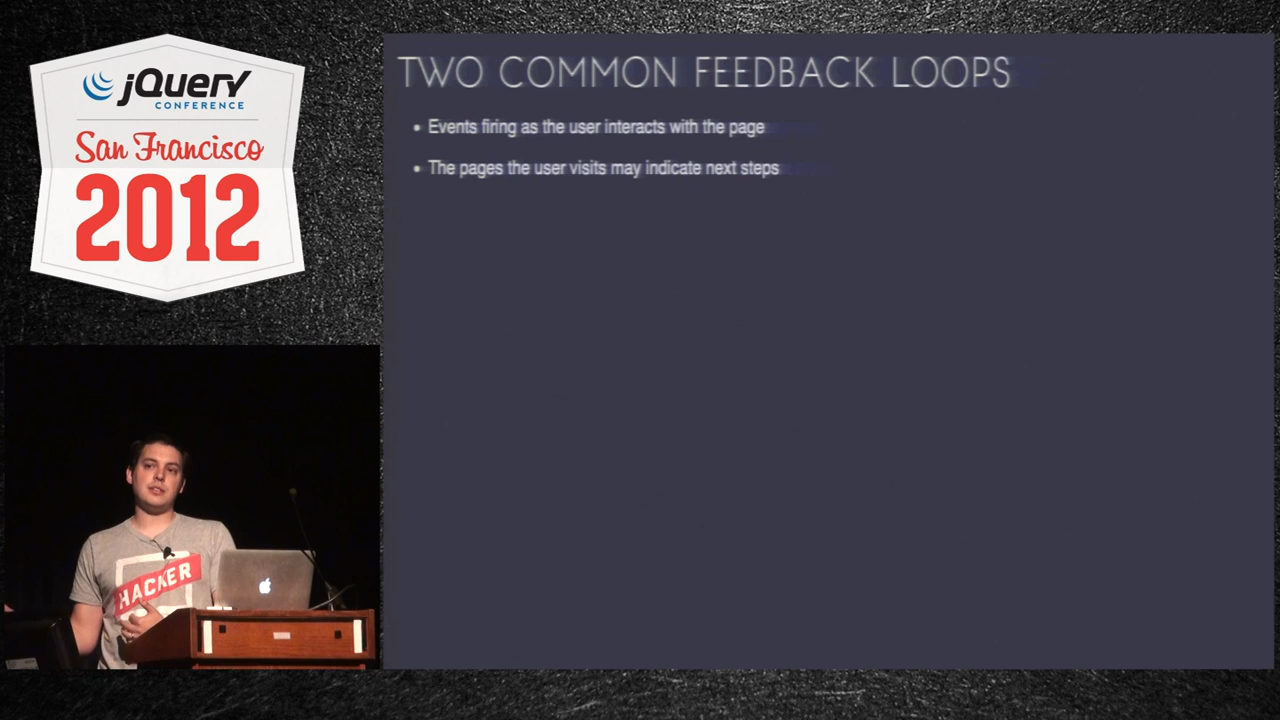 jQuery
CONFERENCE
San Francisco
2012
TWO COMMON FEEDBACK LOOPS
• Events firing as the user interacts with the page
• The pages the user visits may indicate next steps
HACKER